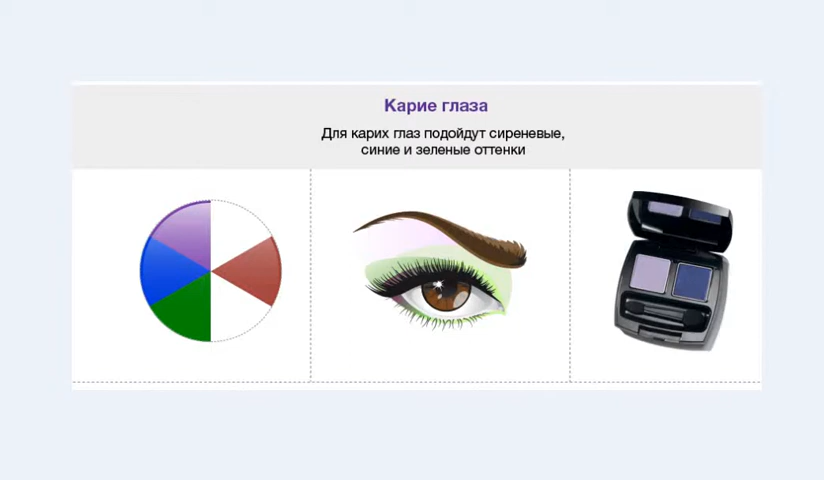 Карие глаза
Для карих глаз подойдут сиреневые,
синие и зеленые оттенки